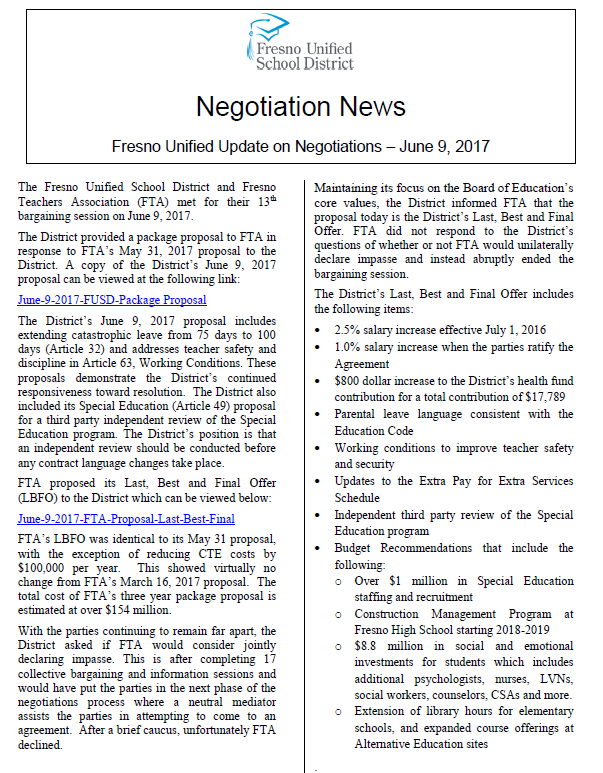 Fresno Unified
School District
Negotiation News
Fresno Unified Update on Negotiations – June 9, 2017
The Fresno Unified School District and Fresno
Teachers Association (FTA) met for their 13th
bargaining session on June 9, 2017.
The District provided a package proposal to FTA in
response to FTA's May 31, 2017 proposal to the
District. A copy of the District's June 9, 2017
proposal can be viewed at the following link:
June-9-2017-FUSD-Package Proposal
The District's June 9, 2017 proposal includes
extending catastrophic leave from 75 days to 100
days (Article 32) and addresses teacher safety and
discipline in Article 63, Working Conditions. These
proposals demonstrate the District's continued
responsiveness toward resolution. The District also
included its Special Education (Article 49) proposal
for a third party independent review of the Special
Education program. The District's position is that
an independent review should be conducted before
any contract language changes take place.
FTA proposed its Last, Best and Final Offer
(LBFO) to the District which can be viewed below:
June-9-2017-FTA-Proposal-Last-Best-Final
FTA's LBFO was identical to its May 31 proposal,
with the exception of reducing CTE costs by
$100,000 per year. This showed virtually no
change from FTA's March 16, 2017 proposal. The
total cost of FTA's three year package proposal is
estimated at over $154 million.
With the parties continuing to remain far apart, the
District asked if FTA would consider jointly
declaring impasse. This is after completing 17
collective bargaining and information sessions and
would have put the parties in the next phase of the
negotiations process where a neutral mediator
assists the parties in attempting to come to an
agreement. After a brief caucus, unfortunately FTA
declined.
Maintaining its focus on the Board of Education's
core values, the District informed FTA that the
proposal today is the District's Last, Best and Final
Offer. FTA did not respond to the District's
questions of whether or not FTA would unilaterally
declare impasse and instead abruptly ended the
bargaining session.
The District's Last, Best and Final Offer includes
the following items:
• 2.5% salary increase effective July 1, 2016
• 1.0% salary increase when the parties ratify the
Agreement
• $800 dollar increase to the District's health fund
contribution for a total contribution of $17,789
• Parental leave language consistent with the
Education Code
• Working conditions to improve teacher safety
and security
• Updates to the Extra Pay for Extra Services
Schedule
• Independent third party review of the Special
Education program
• Budget Recommendations that include the
following:
o Over $1 million in Special Education
staffing and recruitment
o Construction Management Program at
Fresno High School starting 2018-2019
o $8.8 million in social and emotional
investments for students which includes
additional psychologists, nurses, LVNs,
social workers, counselors, CSAs and more.
o Extension of library hours for elementary
schools, and expanded course offerings at
Alternative Education sites